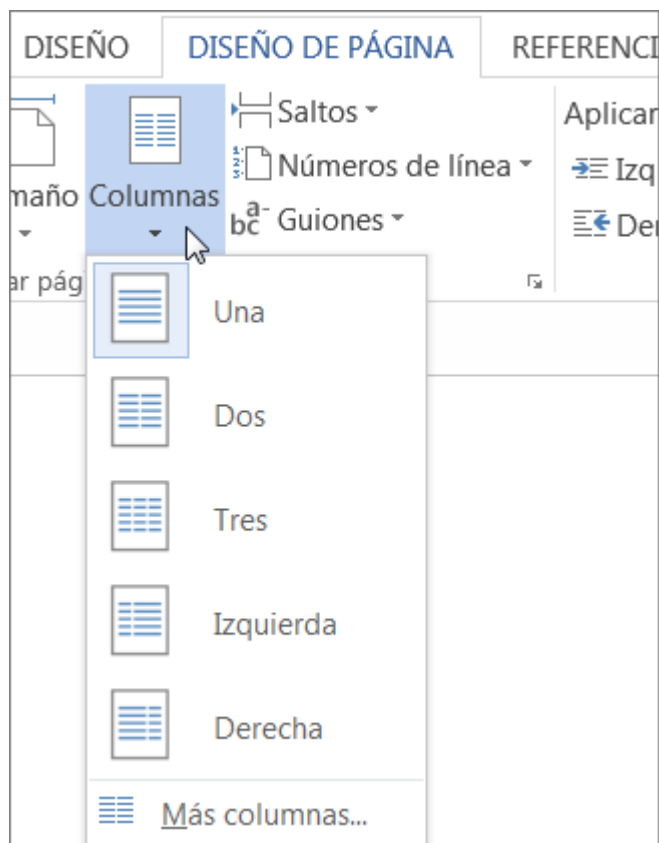 DISEÑO DISEÑO DE PÁGINA REFERENCI
Saltos Aplicar
maño Columnas Números de línea Izq
Guiones Der
ar pág
Una
Dos
Tres
Izquierda
Derecha
Más columnas...